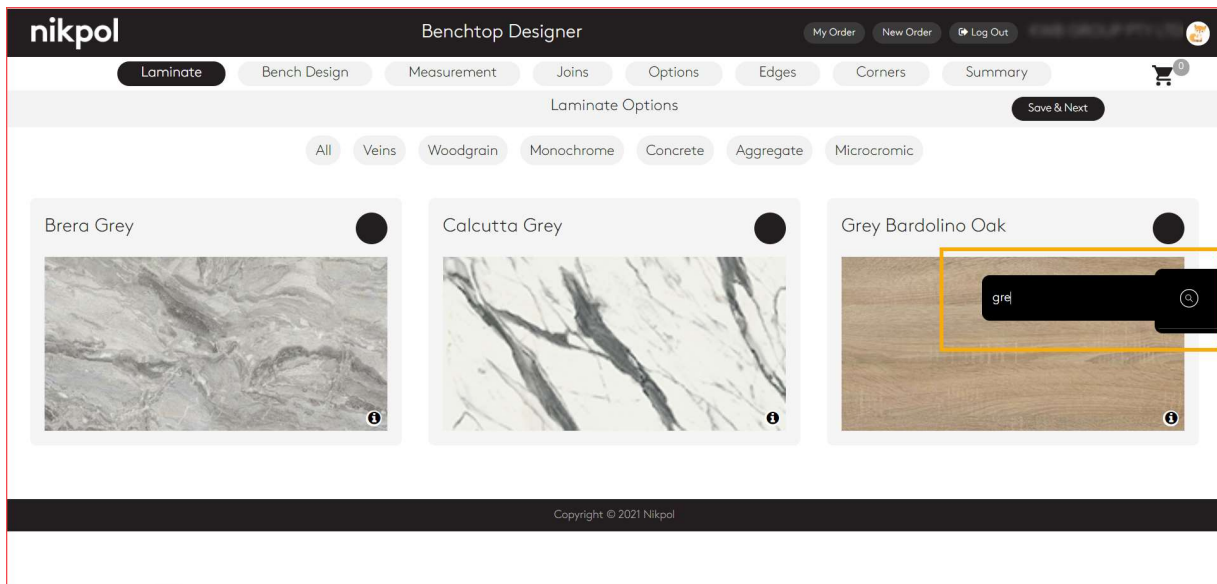 nikpol Benchtop Designer My Order New Order Log Out
Laminate Bench Design Measurement Joins Options Edges Corners Summary 0
Laminate Options Save & Next
All Veins Woodgrain Monochrome Concrete Aggregate Microcromic
Brera Grey
Calcutta Grey
Grey Bardolino Oak
gre
Copyright © 2021 Nikpol